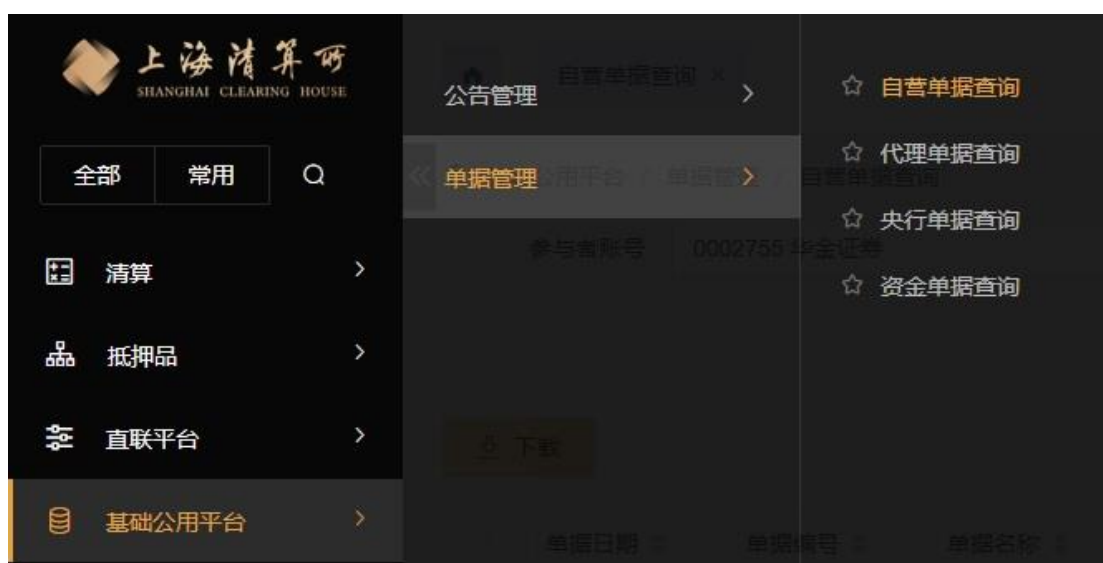 上海清算所
SHANGHAI CLEARING HOUSE
全部 常用
清算
抵押品
直联平台
基础公用平台
公告管理
单据管理
自营单据查询
代理单据查询
央行单据查询
资金单据查询
自营单据查询 ×
公用平台 / 单据管理 / 自营单据查询
参与者账号 0002755 华金证券
下载
单据日期 单据编号 单据名称